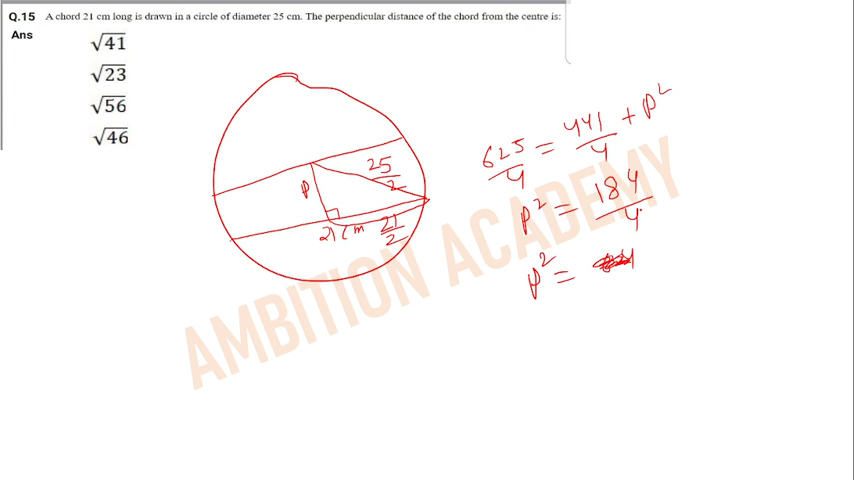 Q.15 A chord 21 cm long is drawn in a circle of diameter 25 cm. The perpendicular distance of the chord from the centre is:
Ans
√41
√23
√56
√46
25/2
P
21 cm 21/2
625/4 = 441/4 + P²
P² = 184/4
P² =
AMBITION ACADEMY